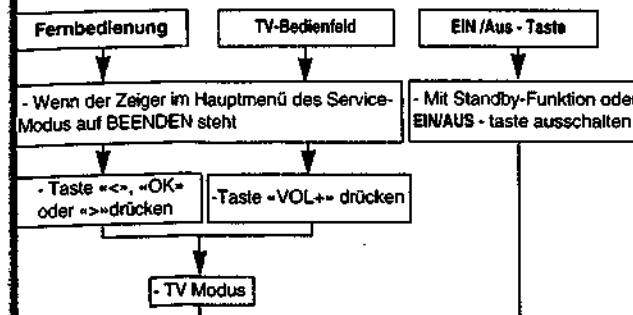 Fernbedienung
TV-Bedienfeld
EIN /Aus - Taste
- Wenn der Zeiger im Hauptmenü des Service-
Modus auf BEENDEN steht
- Mit Standby-Funktion oder
EIN/AUS - taste ausschalten
- Taste «<», «OK»
oder «>»drücken
-Taste «VOL+» drücken
- TV Modus